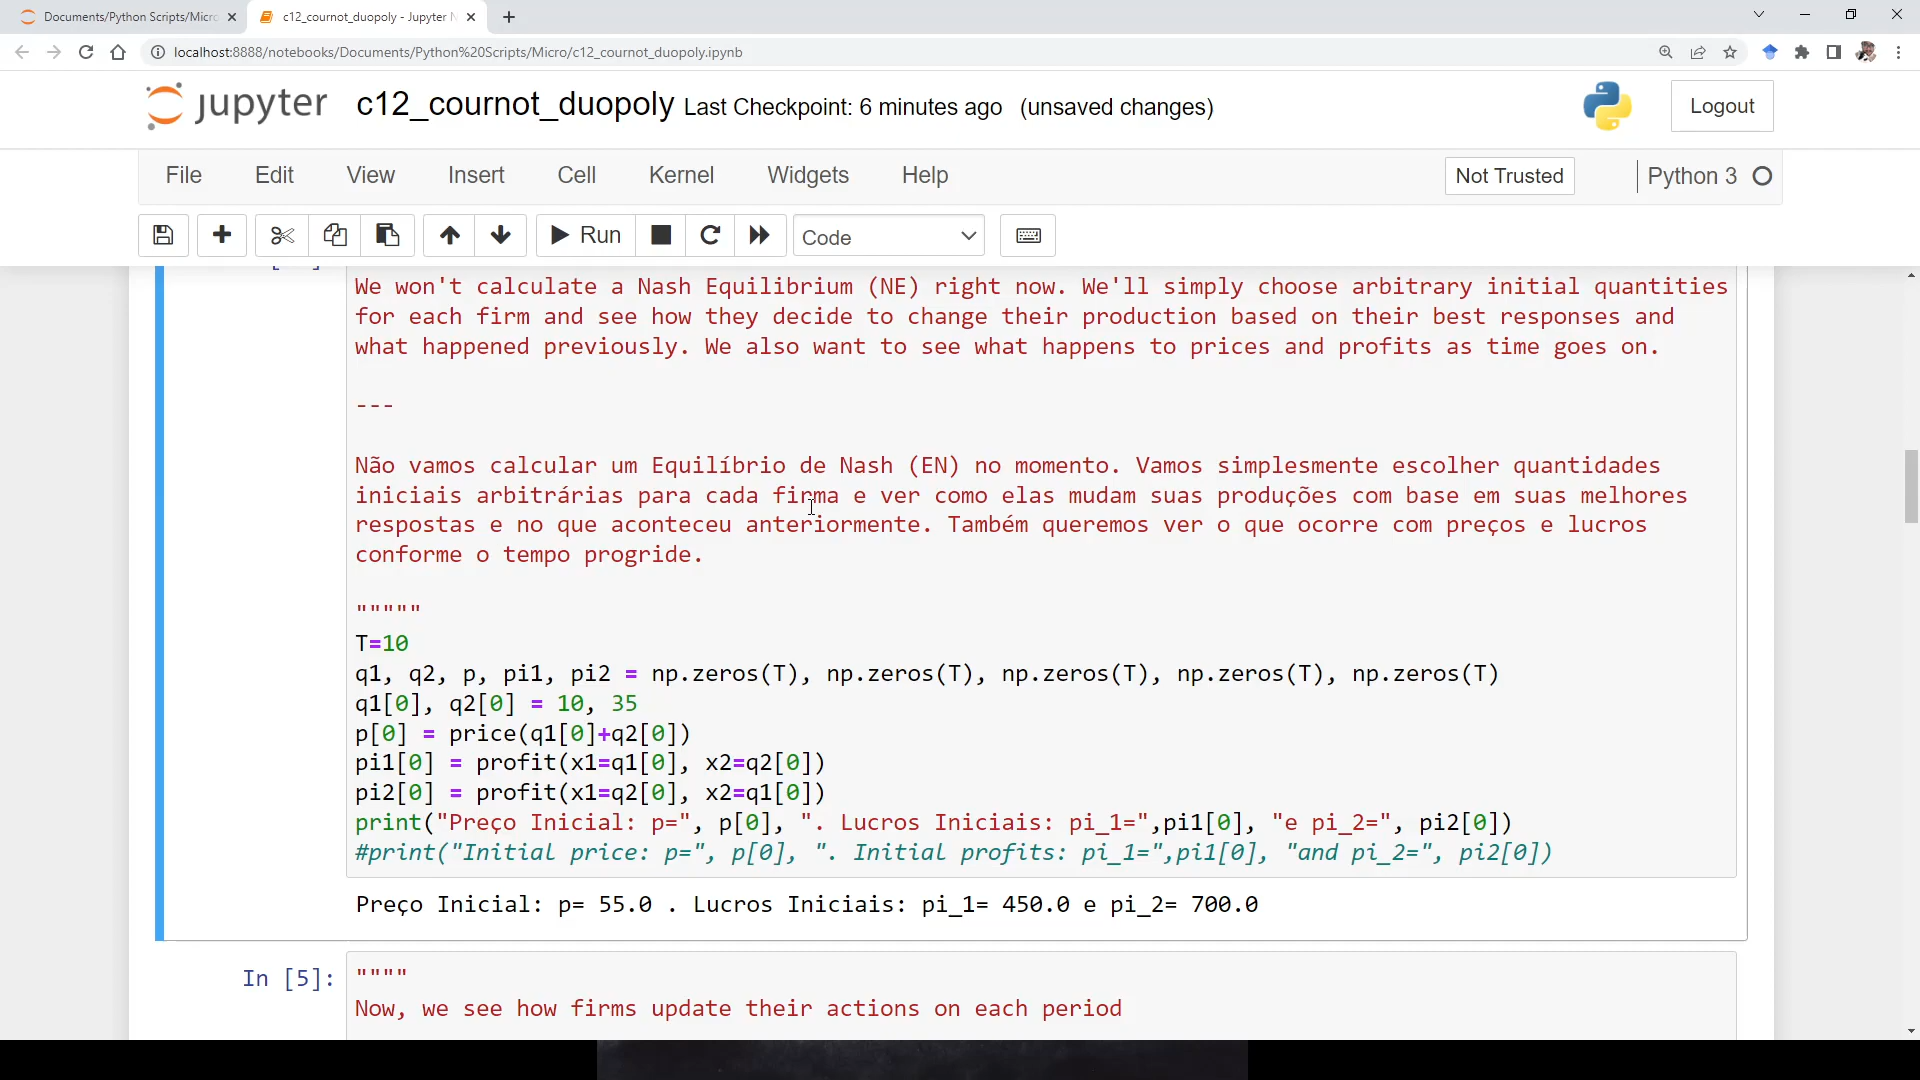 Documents/Python Scripts/Micro
c12_cournot_duopoly - Jupyter N
localhost:8888/notebooks/Documents/Python%20Scripts/Micro/c12_cournot_duopoly.ipynb
jupyter c12_cournot_duopoly Last Checkpoint: 6 minutes ago (unsaved changes)
Logout
File Edit View Insert Cell Kernel Widgets Help
Not Trusted
Python 3
Run
Code
We won't calculate a Nash Equilibrium (NE) right now. We'll simply choose arbitrary initial quantities
for each firm and see how they decide to change their production based on their best responses and
what happened previously. We also want to see what happens to prices and profits as time goes on.
---
Não vamos calcular um Equilíbrio de Nash (EN) no momento. Vamos simplesmente escolher quantidades
iniciais arbitrárias para cada firma e ver como elas mudam suas produções com base em suas melhores
respostas e no que aconteceu anteriormente. Também queremos ver o que ocorre com preços e lucros
conforme o tempo progride.
"""""
T=10
q1, q2, p, pi1, pi2 = np.zeros(T), np.zeros(T), np.zeros(T), np.zeros(T), np.zeros(T)
q1[0], q2[0] = 10, 35
p[0] = price(q1[0]+q2[0])
pi1[0] = profit(x1=q1[0], x2=q2[0])
pi2[0] = profit(x1=q2[0], x2=q1[0])
print("Preço Inicial: p=", p[0], ". Lucros Iniciais: pi_1=",pi1[0], "e pi_2=", pi2[0])
#print("Initial price: p=", p[0], ". Initial profits: pi_1=",pi1[0], "and pi_2=", pi2[0])
Preço Inicial: p= 55.0 . Lucros Iniciais: pi_1= 450.0 e pi_2= 700.0
In [5]:
""""
Now, we see how firms update their actions on each period